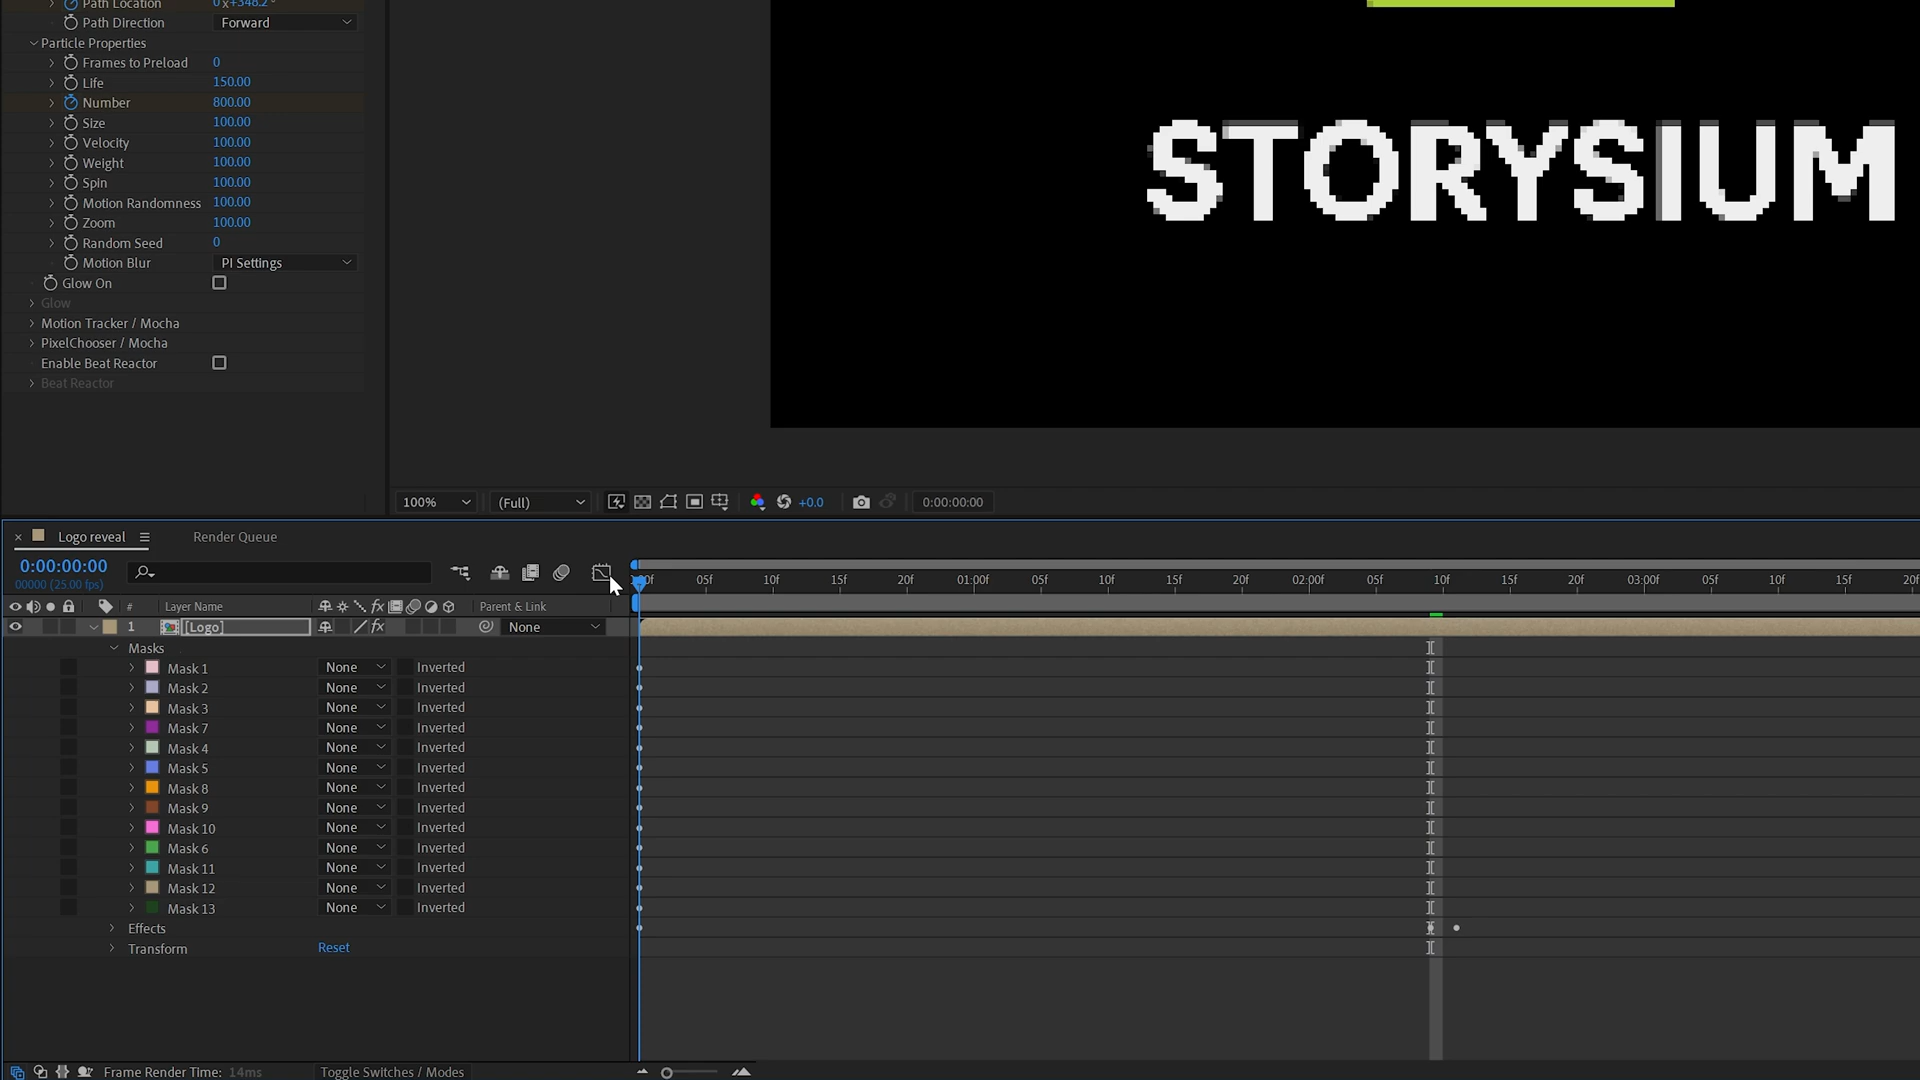 Path Location 0x+348.2°
Path Direction Forward
Particle Properties
Frames to Preload 0
Life 150.00
Number 800.00
Size 100.00
Velocity 100.00
Weight 100.00
Spin 100.00
Motion Randomness 100.00
Zoom 100.00
Random Seed 0
Motion Blur PI Settings
Glow On
Glow
Motion Tracker / Mocha
PixelChooser / Mocha
Enable Beat Reactor
Beat Reactor
STORYSIUM
100% (Full) +0.0 0:00:00:00
Logo reveal Render Queue
0:00:00:00
00000 (25.00 fps)
05f 10f 15f 20f 01:00f 05f 10f 15f 20f 02:00f 05f 10f 15f 20f 03:00f 05f 10f 15f 20f
# Layer Name fx Parent & Link
1 [Logo] fx None
Masks
Mask 1 None Inverted
Mask 2 None Inverted
Mask 3 None Inverted
Mask 7 None Inverted
Mask 4 None Inverted
Mask 5 None Inverted
Mask 8 None Inverted
Mask 9 None Inverted
Mask 10 None Inverted
Mask 6 None Inverted
Mask 11 None Inverted
Mask 12 None Inverted
Mask 13 None Inverted
Effects
Transform Reset
Frame Render Time: 14ms Toggle Switches / Modes